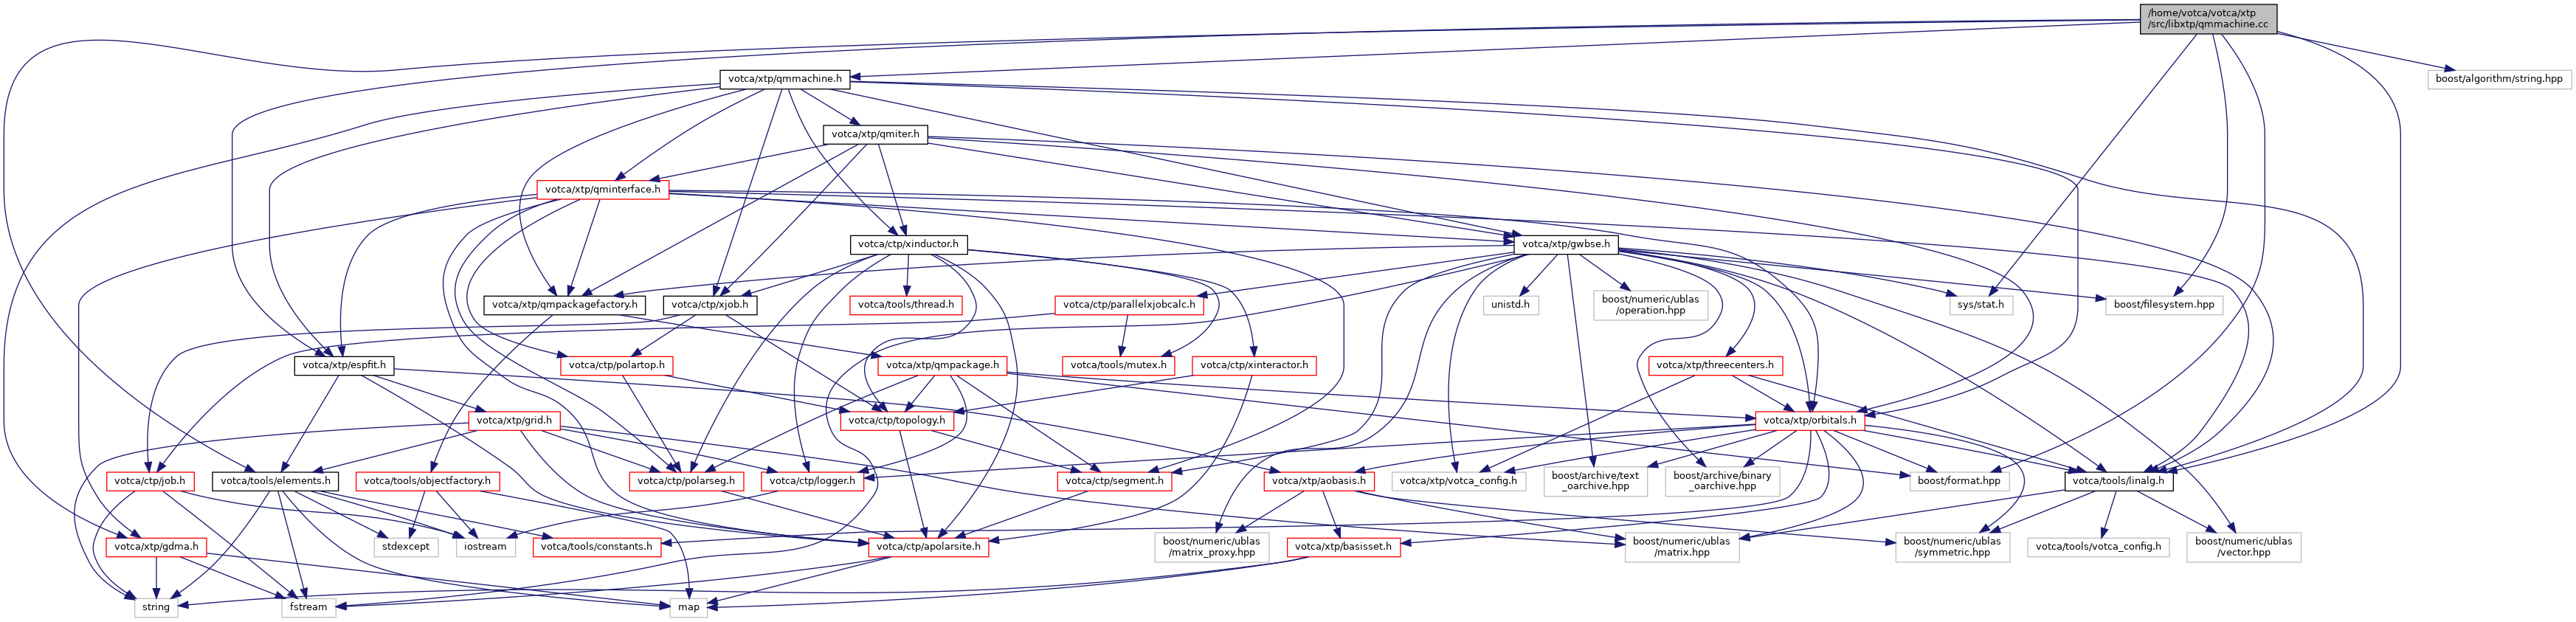 /home/votca/votca/xtp
/src/libxtp/qmmachine.cc
votca/xtp/qmmachine.h
boost/algorithm/string.hpp
votca/xtp/qmiter.h
votca/xtp/qminterface.h
votca/ctp/xinductor.h
votca/xtp/gwbse.h
votca/xtp/qmpackagefactory.h
votca/ctp/xjob.h
votca/tools/thread.h
votca/ctp/parallelxjobcalc.h
unistd.h
boost/numeric/ublas
/operation.hpp
sys/stat.h
boost/filesystem.hpp
votca/xtp/espfit.h
votca/ctp/polartop.h
votca/xtp/qmpackage.h
votca/tools/mutex.h
votca/ctp/xinteractor.h
votca/xtp/threecenters.h
votca/xtp/grid.h
votca/ctp/topology.h
votca/xtp/orbitals.h
votca/ctp/job.h
votca/tools/elements.h
votca/tools/objectfactory.h
votca/ctp/polarseg.h
votca/ctp/logger.h
votca/ctp/segment.h
votca/xtp/aobasis.h
votca/xtp/votca_config.h
boost/archive/text
_oarchive.hpp
boost/archive/binary
_oarchive.hpp
boost/format.hpp
votca/tools/linalg.h
votca/xtp/gdma.h
stdexcept
iostream
votca/tools/constants.h
votca/ctp/apolarsite.h
boost/numeric/ublas
/matrix_proxy.hpp
votca/xtp/basisset.h
boost/numeric/ublas
/matrix.hpp
boost/numeric/ublas
/symmetric.hpp
votca/tools/votca_config.h
boost/numeric/ublas
/vector.hpp
string
fstream
map